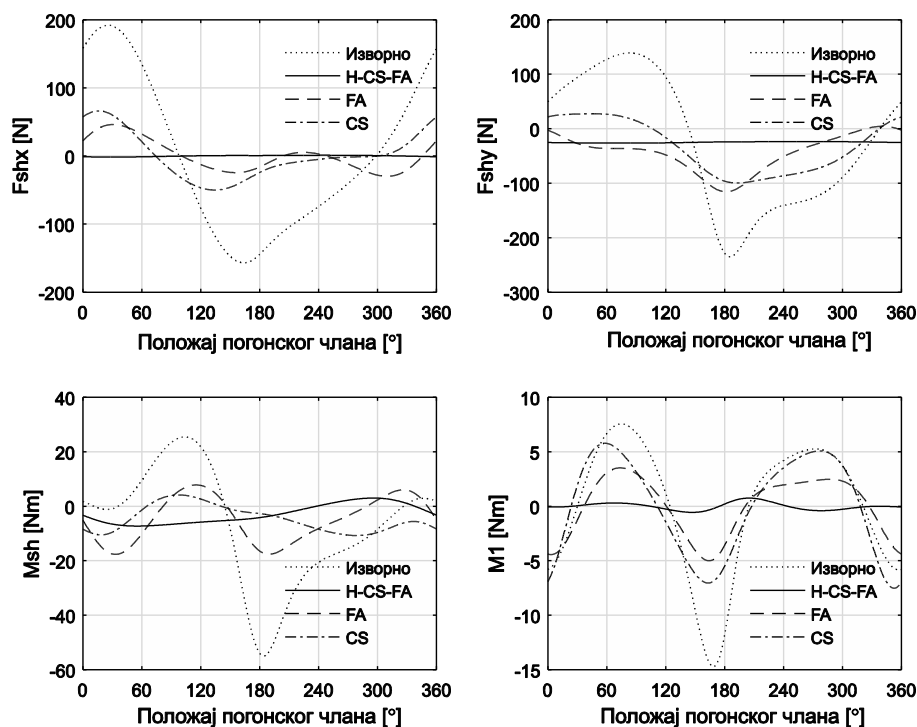 200
100
0
-100
-200
Fshx [N]
Изворно
H-CS-FA
FA
CS
0 60 120 180 240 300 360
Положај погонског члана [°]
200
100
0
-100
-200
-300
Fshy [N]
Изворно
H-CS-FA
FA
CS
0 60 120 180 240 300 360
Положај погонског члана [°]
40
20
0
-20
-40
-60
Msh [Nm]
Изворно
H-CS-FA
FA
CS
0 60 120 180 240 300 360
Положај погонског члана [°]
10
5
0
-5
-10
-15
M1 [Nm]
Изворно
H-CS-FA
FA
CS
0 60 120 180 240 300 360
Положај погонског члана [°]